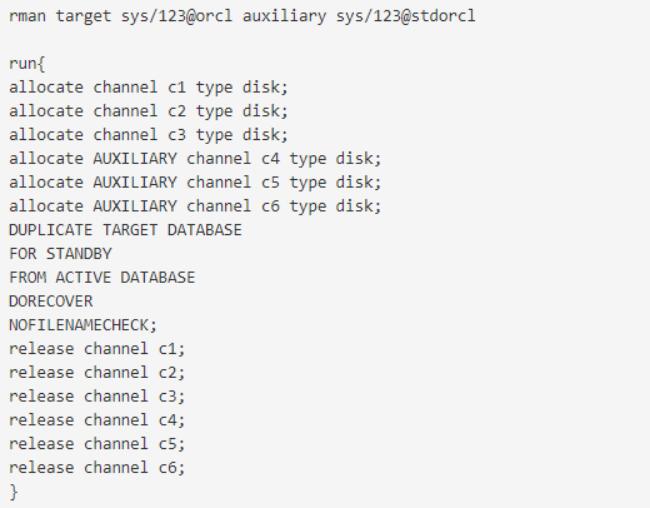 rman target sys/123@orcl auxiliary sys/123@stdorcl
run{
allocate channel c1 type disk;
allocate channel c2 type disk;
allocate channel c3 type disk;
allocate AUXILIARY channel c4 type disk;
allocate AUXILIARY channel c5 type disk;
allocate AUXILIARY channel c6 type disk;
DUPLICATE TARGET DATABASE
FOR STANDBY
FROM ACTIVE DATABASE
DORECOVER
NOFILENAMECHECK;
release channel c1;
release channel c2;
release channel c3;
release channel c4;
release channel c5;
release channel c6;
}